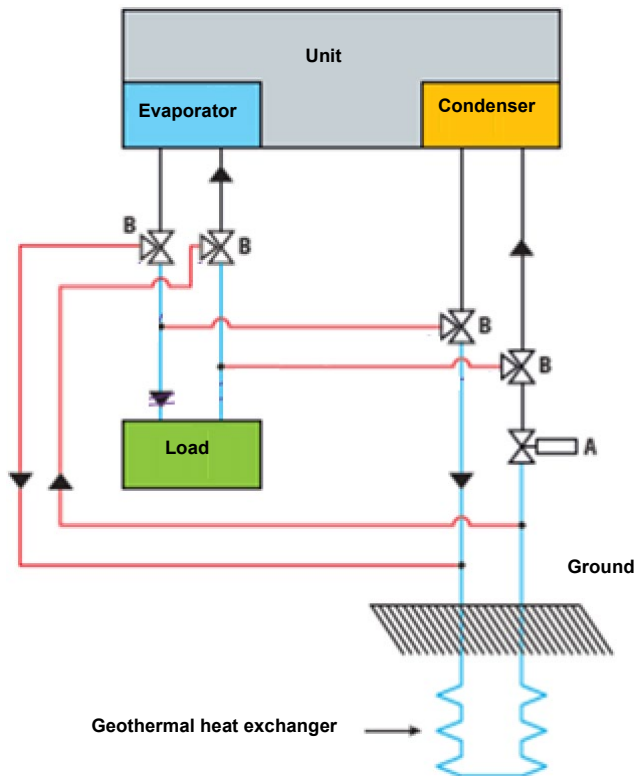 Unit
Evaporator
Condenser
B
B
B
B
A
Load
Ground
Geothermal heat exchanger